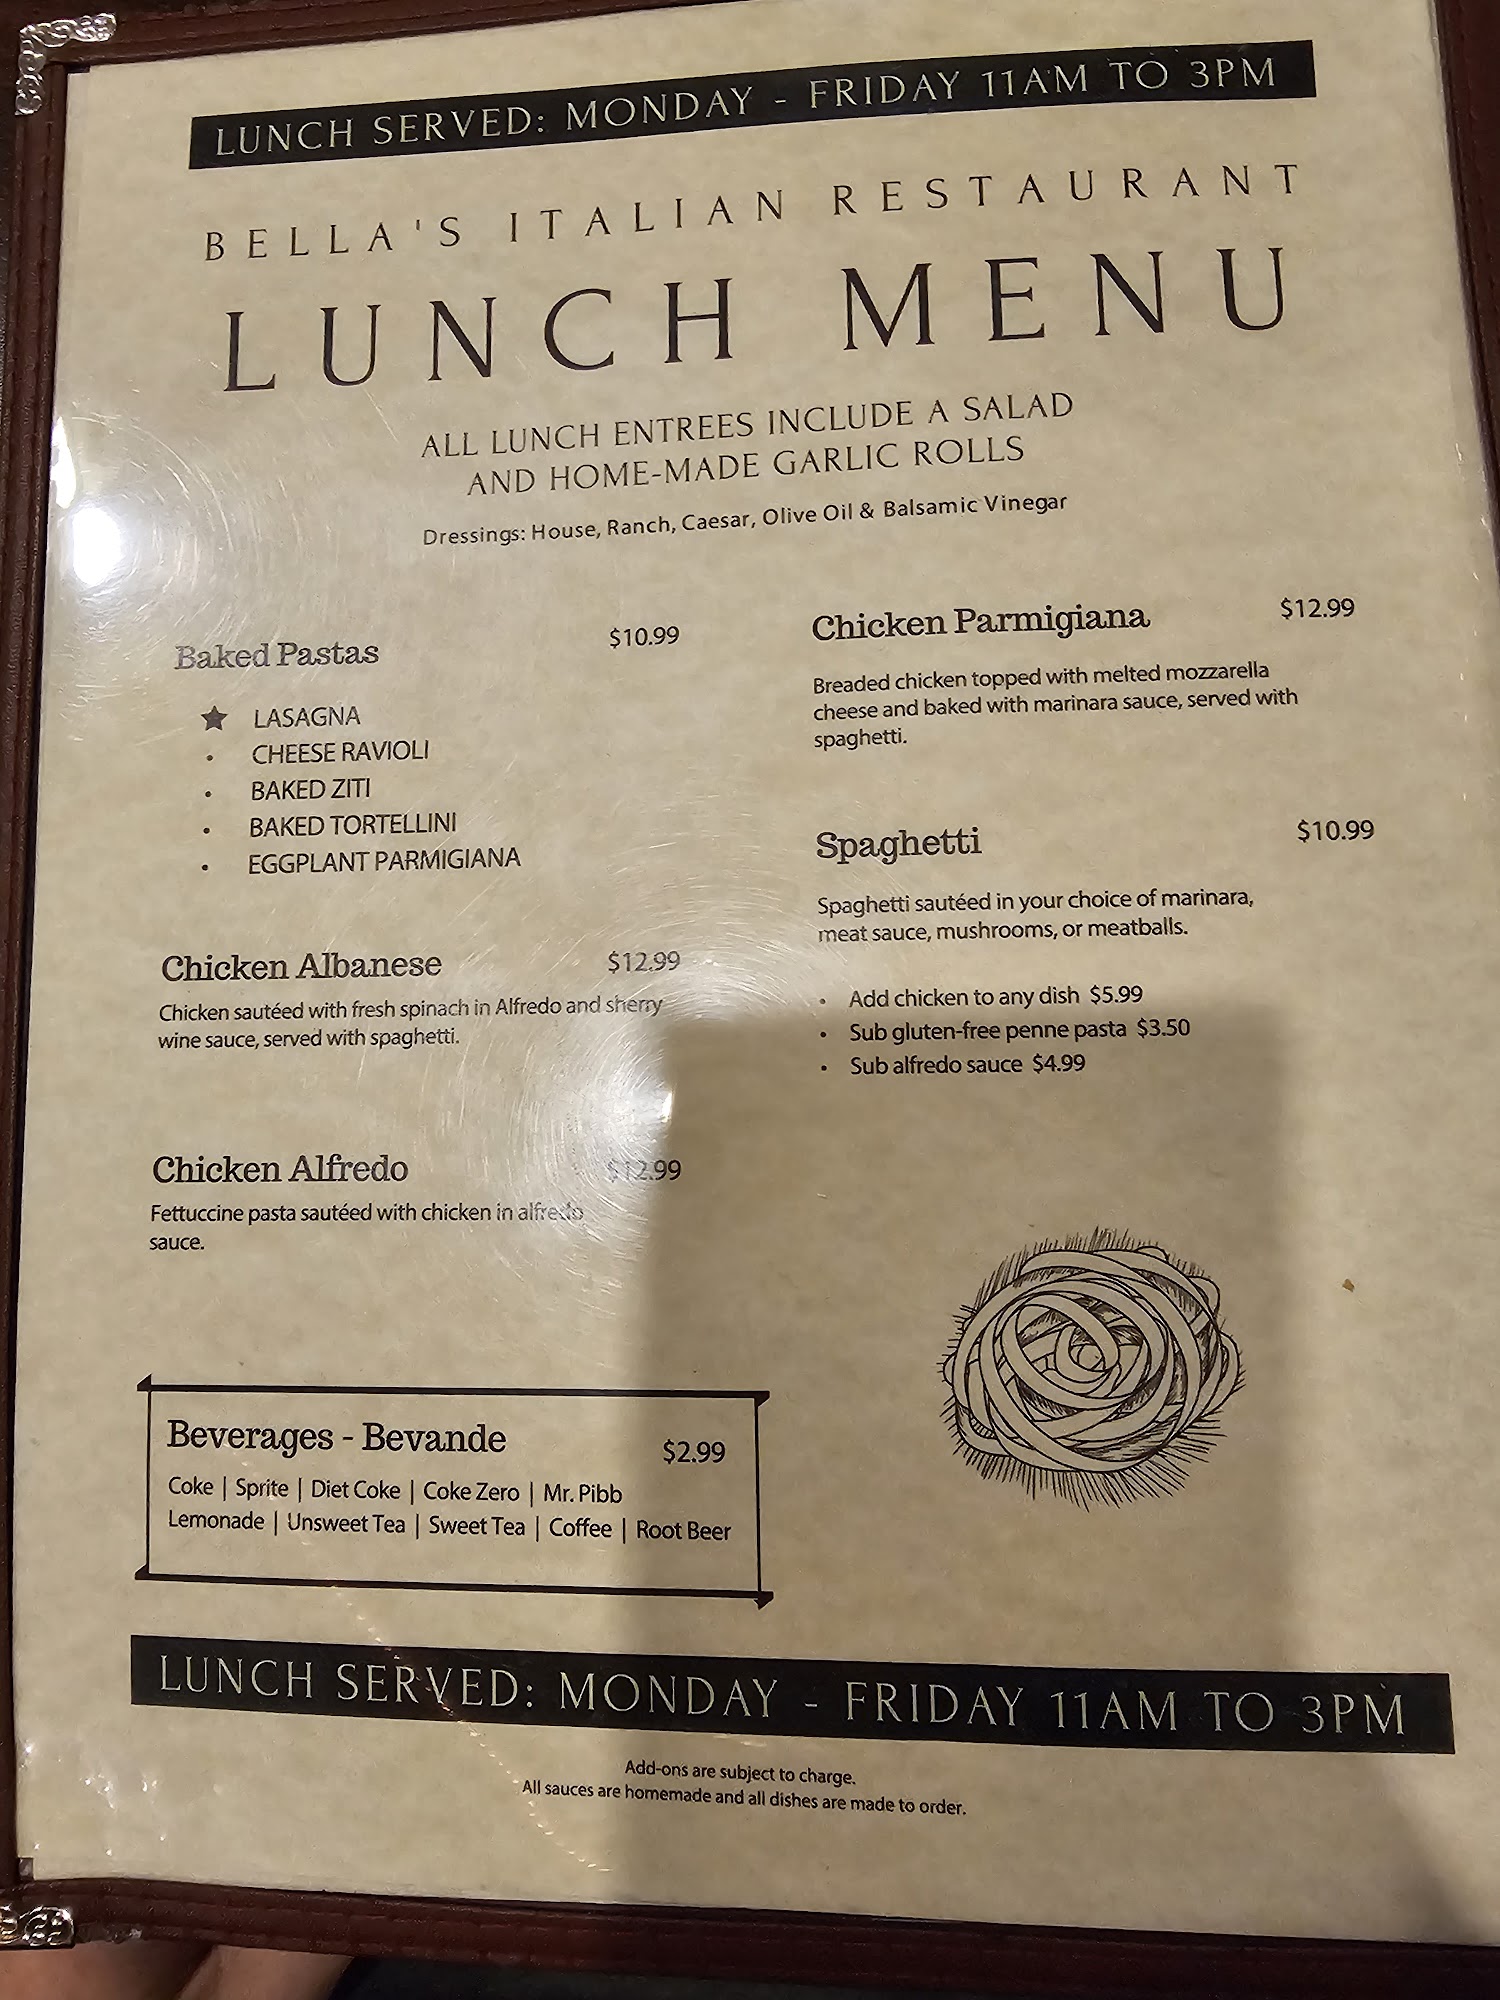 LUNCH SERVED: MONDAY - FRIDAY 11AM TO 3PM
BELLA'S ITALIAN RESTAURANT
LUNCH MENU
ALL LUNCH ENTREES INCLUDE A SALAD
AND HOME-MADE GARLIC ROLLS
Dressings: House, Ranch, Caesar, Olive Oil & Balsamic Vinegar
Baked Pastas $10.99
★ LASAGNA
• CHEESE RAVIOLI
• BAKED ZITI
• BAKED TORTELLINI
• EGGPLANT PARMIGIANA
Chicken Albanese $12.99
Chicken sautéed with fresh spinach in Alfredo and sherry
wine sauce, served with spaghetti.
Chicken Alfredo $12.99
Fettuccine pasta sautéed with chicken in alfredo
sauce.
Chicken Parmigiana $12.99
Breaded chicken topped with melted mozzarella
cheese and baked with marinara sauce, served with
spaghetti.
Spaghetti $10.99
Spaghetti sautéed in your choice of marinara,
meat sauce, mushrooms, or meatballs.
• Add chicken to any dish $5.99
• Sub gluten-free penne pasta $3.50
• Sub alfredo sauce $4.99
Beverages - Bevande $2.99
Coke | Sprite | Diet Coke | Coke Zero | Mr. Pibb
Lemonade | Unsweet Tea | Sweet Tea | Coffee | Root Beer
LUNCH SERVED: MONDAY - FRIDAY 11AM TO 3PM
Add-ons are subject to charge.
All sauces are homemade and all dishes are made to order.